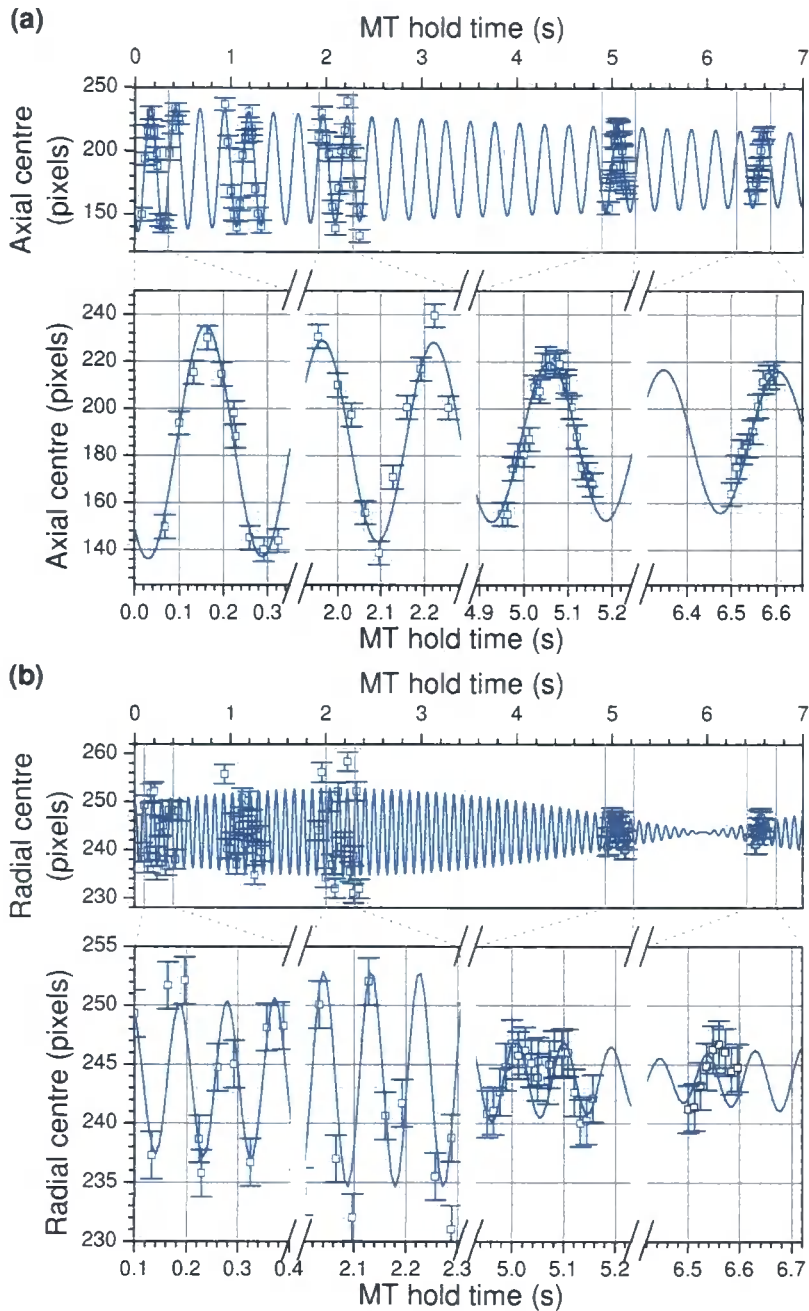 (a)
MT hold time (s)
0 1 2 3 4 5 6 7
Axial centre (pixels)
250
200
150
Axial centre (pixels)
240
220
200
180
160
140
0.0 0.1 0.2 0.3 2.0 2.1 2.2 4.9 5.0 5.1 5.2 6.4 6.5 6.6
MT hold time (s)
(b)
MT hold time (s)
0 1 2 3 4 5 6 7
Radial centre (pixels)
260
250
240
230
Radial centre (pixels)
255
250
245
240
235
230
0.1 0.2 0.3 0.4 2.1 2.2 2.3 5.0 5.1 5.2 6.5 6.6 6.7
MT hold time (s)